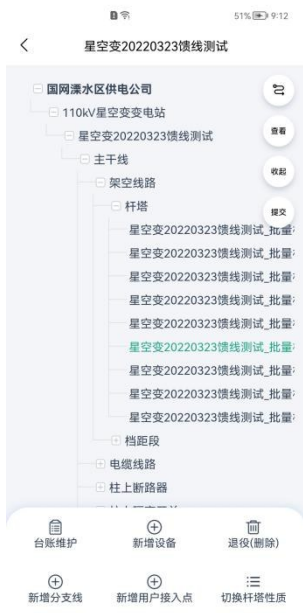 51% 9:12
星空变20220323馈线测试
国网溧水区供电公司
110kV星空变变电站
星空变20220323馈线测试
查看
主干线
收起
架空线路
杆塔
提交
星空变20220323馈线测试_批量
星空变20220323馈线测试_批量
星空变20220323馈线测试_批量
星空变20220323馈线测试_批量
星空变20220323馈线测试_批量
星空变20220323馈线测试_批量
星空变20220323馈线测试_批量
星空变20220323馈线测试_批量
星空变20220323馈线测试_批量
档距段
电缆线路
柱上断路器
台账维护 新增设备 退役(删除)
新增分支线 新增用户接入点 切换杆塔性质